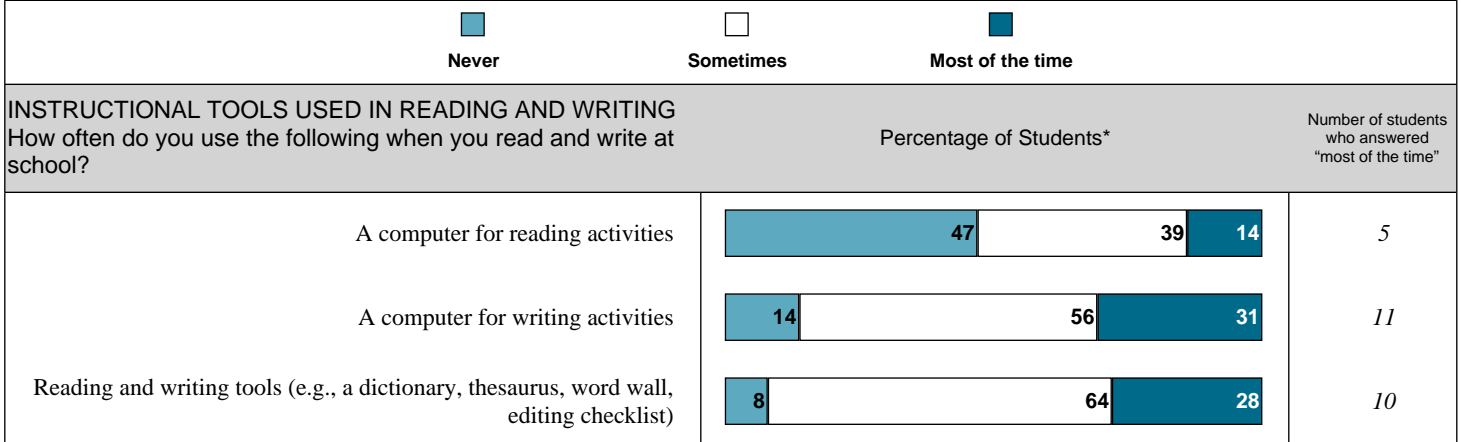 Never Sometimes Most of the time
INSTRUCTIONAL TOOLS USED IN READING AND WRITING
How often do you use the following when you read and write at
school?
Percentage of Students*
Number of students
who answered
“most of the time”
A computer for reading activities 47 39 14 5
A computer for writing activities 14 56 31 11
Reading and writing tools (e.g., a dictionary, thesaurus, word wall,
editing checklist) 8 64 28 10